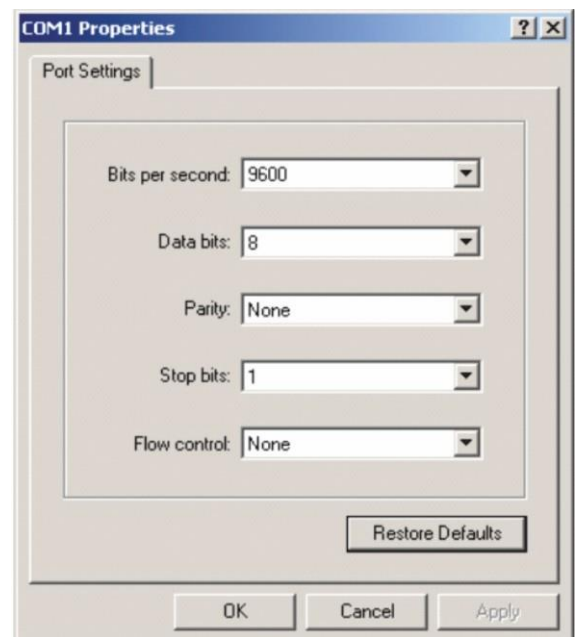 COM1 Properties
Port Settings
Bits per second: 9600
Data bits: 8
Parity: None
Stop bits: 1
Flow control: None
Restore Defaults
OK Cancel Apply